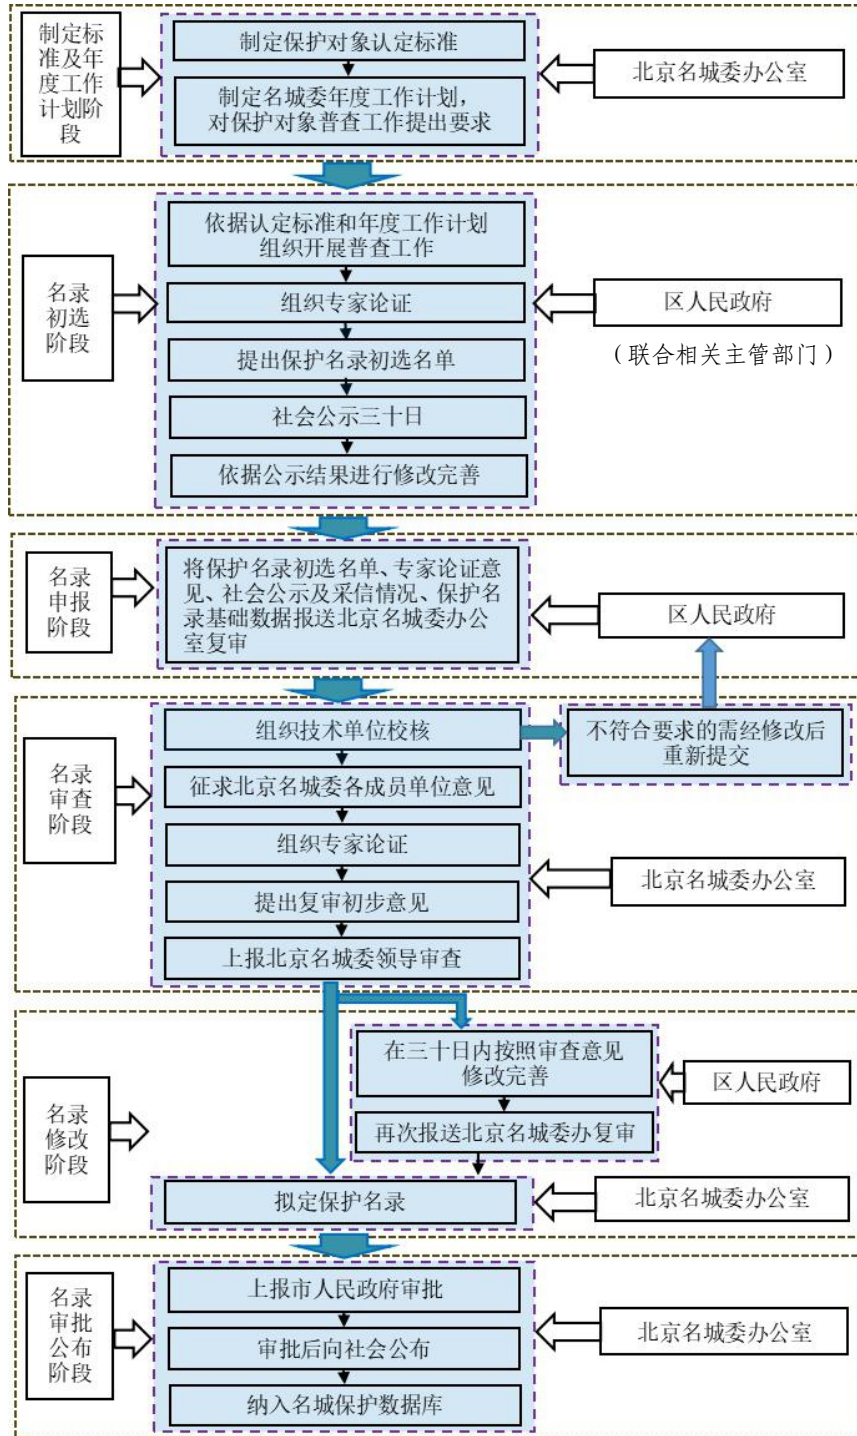 制定标
准及年
度工作
计划阶
段
制定保护对象认定标准
制定名城委年度工作计划，
对保护对象普查工作提出要求
北京名城委办公室
名录
初选
阶段
依据认定标准和年度工作计划
组织开展普查工作
组织专家论证
提出保护名录初选名单
社会公示三十日
依据公示结果进行修改完善
区人民政府
（联合相关主管部门）
名录
申报
阶段
将保护名录初选名单、专家论证意
见、社会公示及采信情况、保护名
录基础数据报送北京名城委办公
室复审
区人民政府
名录
审查
阶段
组织技术单位校核
征求北京名城委各成员单位意见
组织专家论证
提出复审初步意见
上报北京名城委领导审查
不符合要求的需经修改后
重新提交
北京名城委办公室
名录
修改
阶段
在三十日内按照审查意见
修改完善
再次报送北京名城委办复审
区人民政府
拟定保护名录
北京名城委办公室
名录
审批
公布
阶段
上报市人民政府审批
审批后向社会公布
纳入名城保护数据库
北京名城委办公室